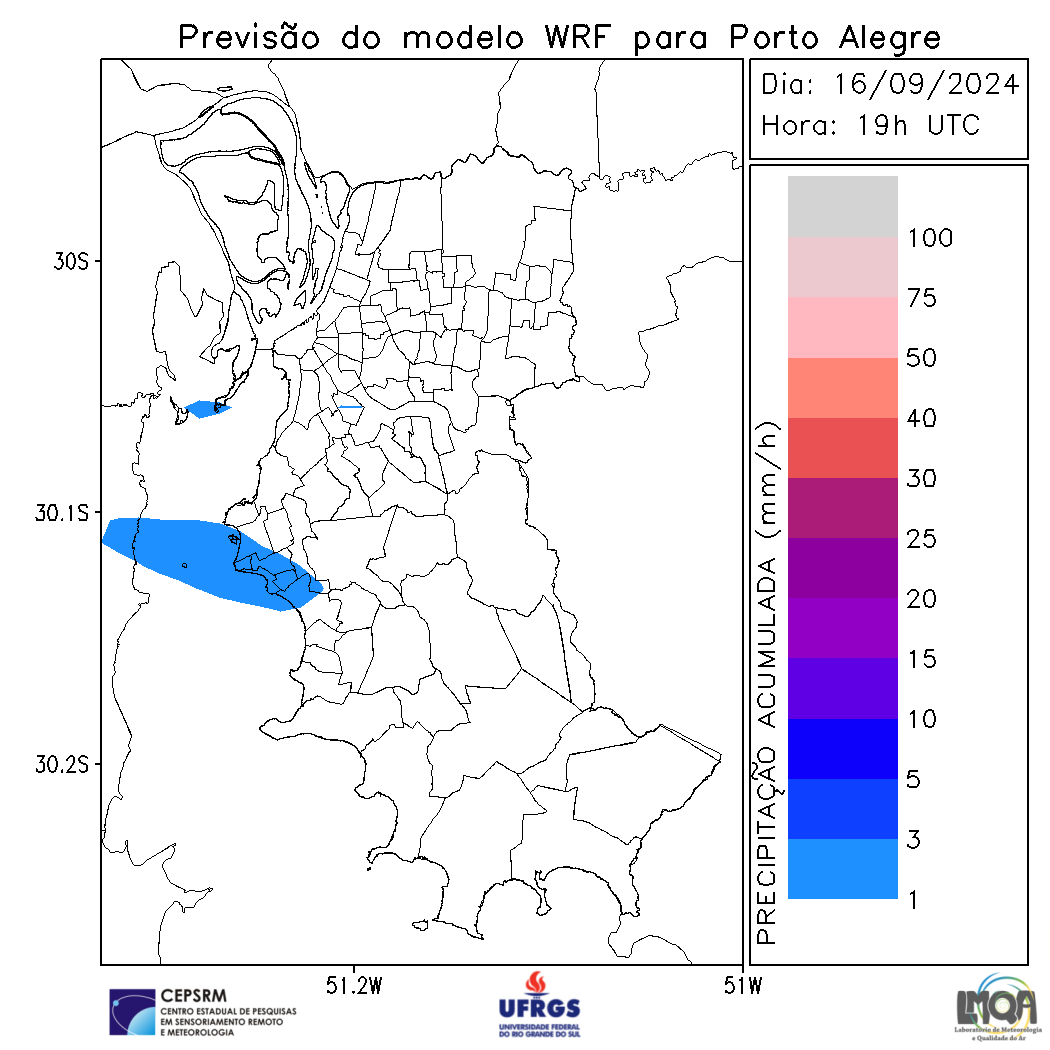 Previsão do modelo WRF para Porto Alegre
Dia: 16/09/2024
Hora: 19h UTC
30S
30.1S
30.2S
51.2W
51W
PRECIPITAÇÃO ACUMULADA (mm/h)
100
75
50
40
30
25
20
15
10
5
3
1
CEPSRM
CENTRO ESTADUAL DE PESQUISAS
EM SENSORIAMENTO REMOTO
E METEOROLOGIA
UFRGS
UNIVERSIDADE FEDERAL
DO RIO GRANDE DO SUL
LMQA
Laboratório de Meteorologia
e Qualidade do Ar